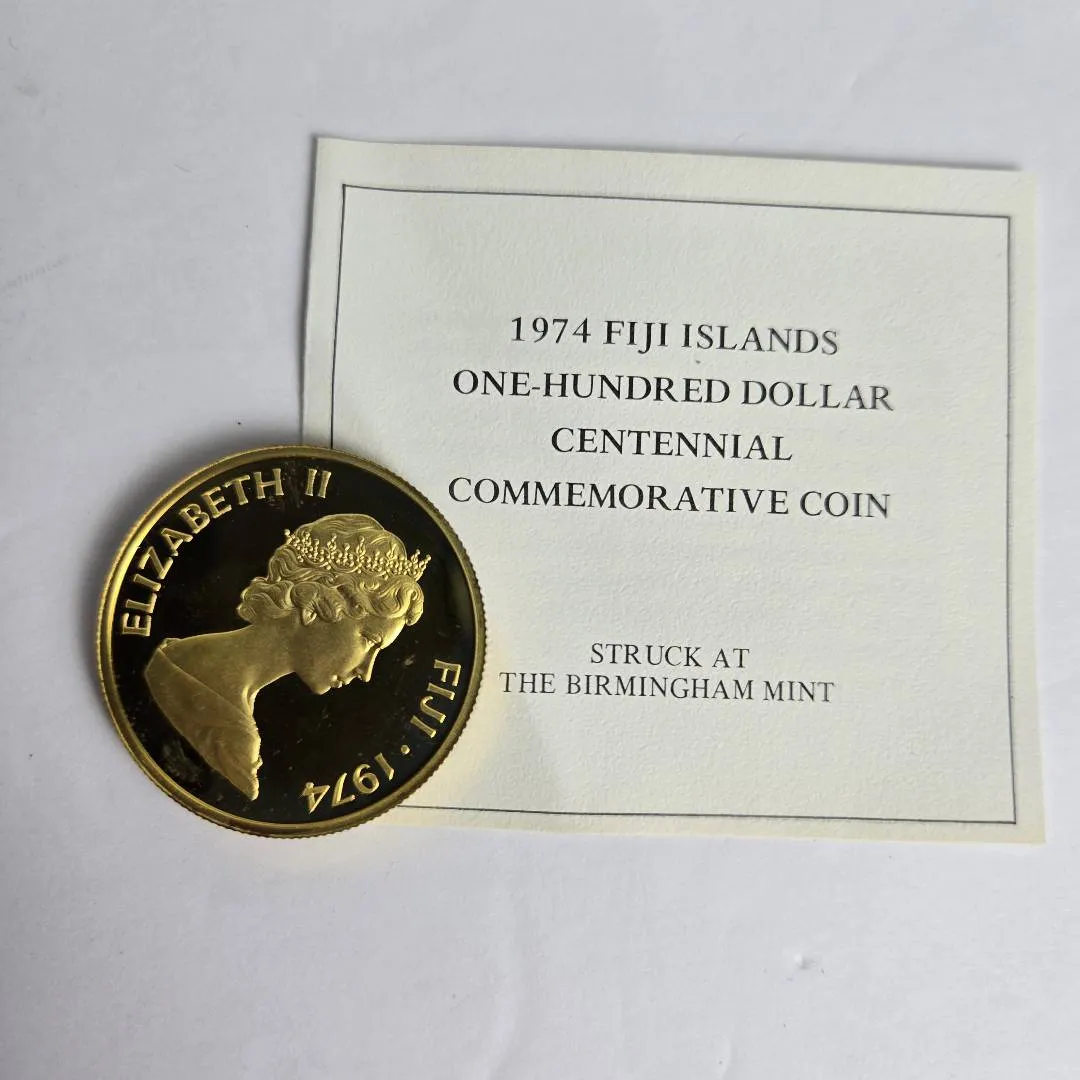 1974 FIJI ISLANDS
ONE-HUNDRED DOLLAR
CENTENNIAL
COMMEMORATIVE COIN
STRUCK AT
THE BIRMINGHAM MINT
ELIZABETH II
FIJI · 1974